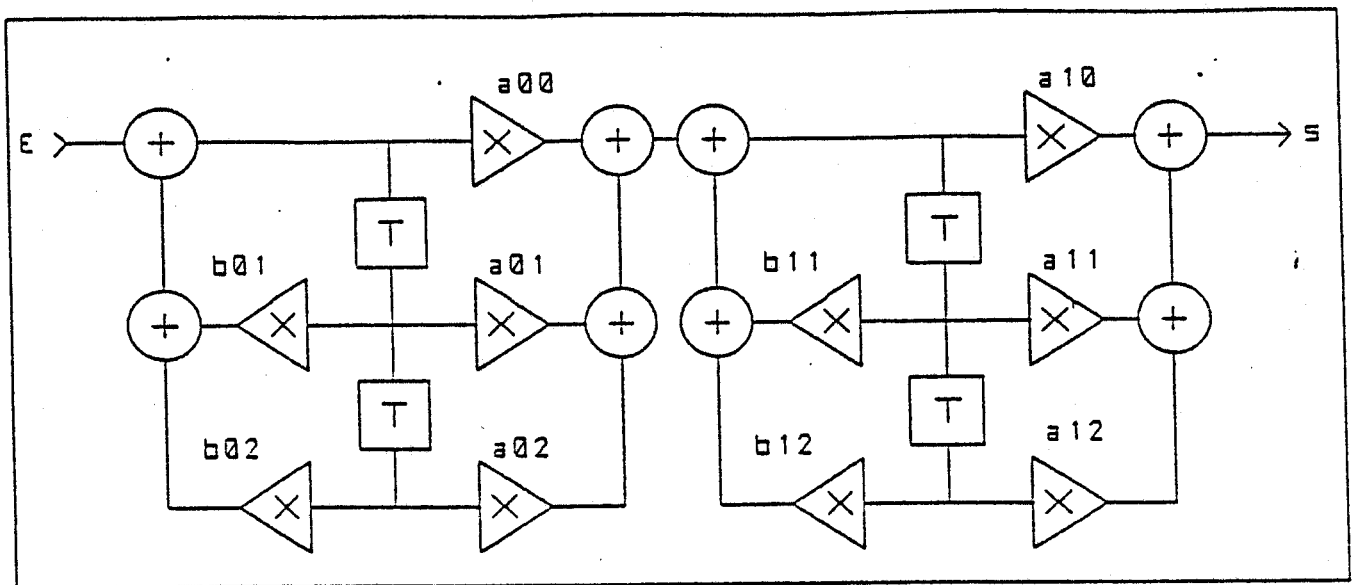 a00 a10
E + × + + × + S
T T
b01 a01 b11 a11
+ × × + + × × +
T T
b02 a02 b12 a12
× × × ×